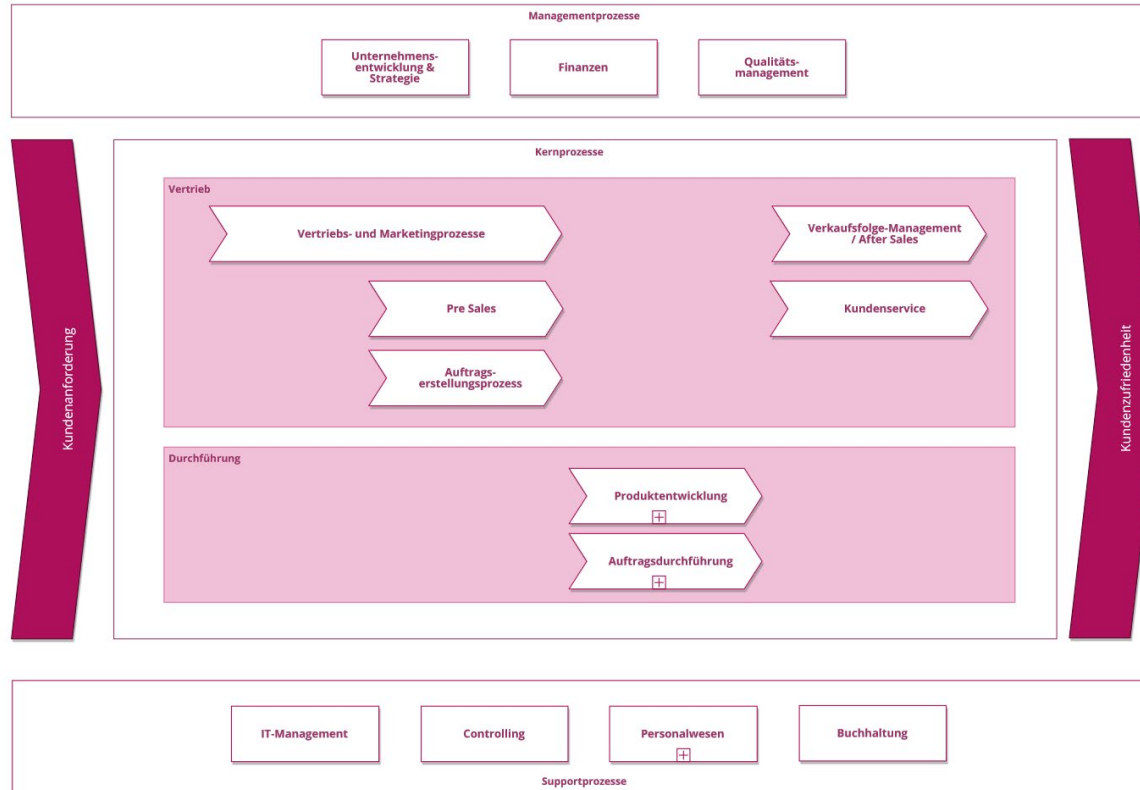 Managementprozesse
Unternehmens-
entwicklung &
Strategie
Finanzen
Qualitäts-
management
Kundenanforderung
Kernprozesse
Vertrieb
Vertriebs- und Marketingprozesse
Verkaufsfolge-Management
/ After Sales
Pre Sales
Kundenservice
Auftrags-
erstellungsprozess
Durchführung
Produktentwicklung
Auftragsdurchführung
Kundenzufriedenheit
IT-Management
Controlling
Personalwesen
Buchhaltung
Supportprozesse